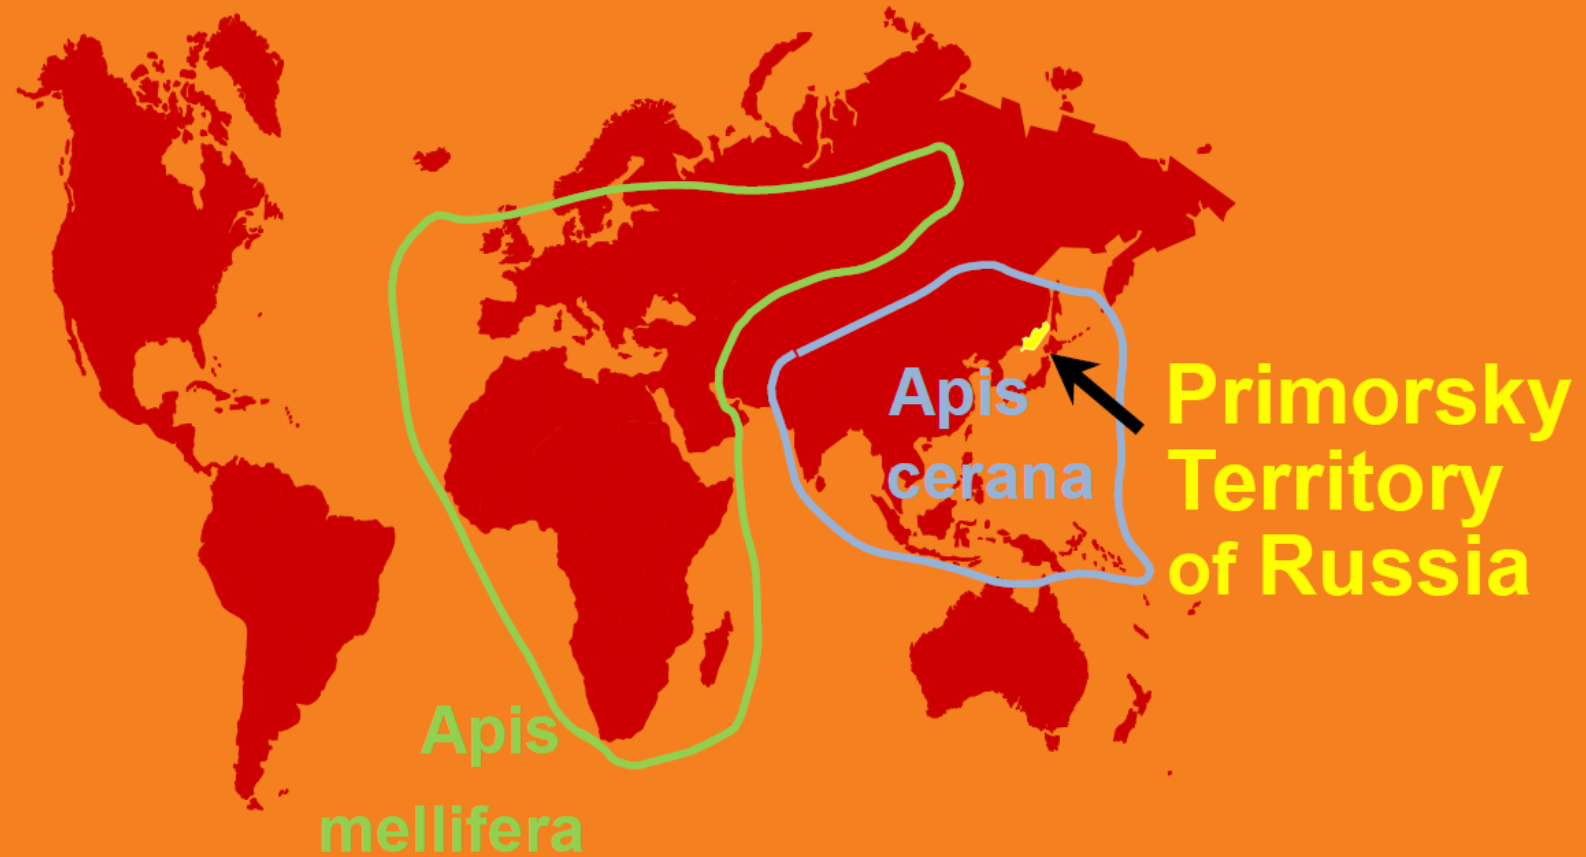 Apis
cerana
Primorsky
Territory
of Russia
Apis
mellifera